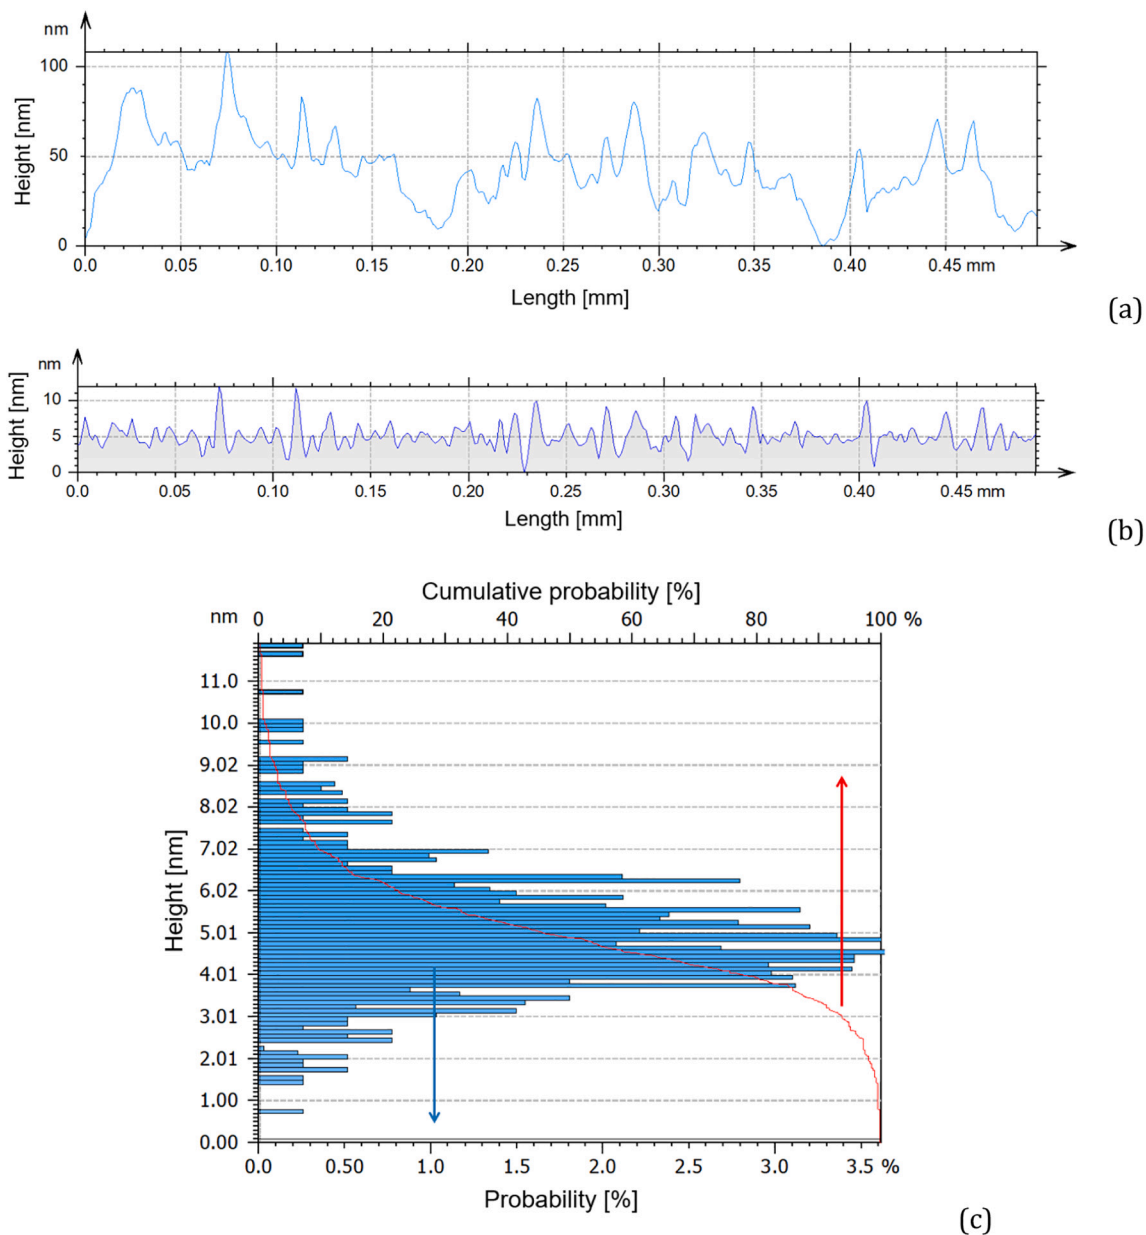 nm
Height [nm]
100
50
0
0.0 0.05 0.10 0.15 0.20 0.25 0.30 0.35 0.40 0.45 mm
Length [mm]
(a)
nm
Height [nm]
10
5
0
0.0 0.05 0.10 0.15 0.20 0.25 0.30 0.35 0.40 0.45 mm
Length [mm]
(b)
Cumulative probability [%]
nm 0 20 40 60 80 100 %
Height [nm]
11.0
10.0
9.02
8.02
7.02
6.02
5.01
4.01
3.01
2.01
1.00
0.00
0.0 0.50 1.0 1.5 2.0 2.5 3.0 3.5 %
Probability [%]
(c)